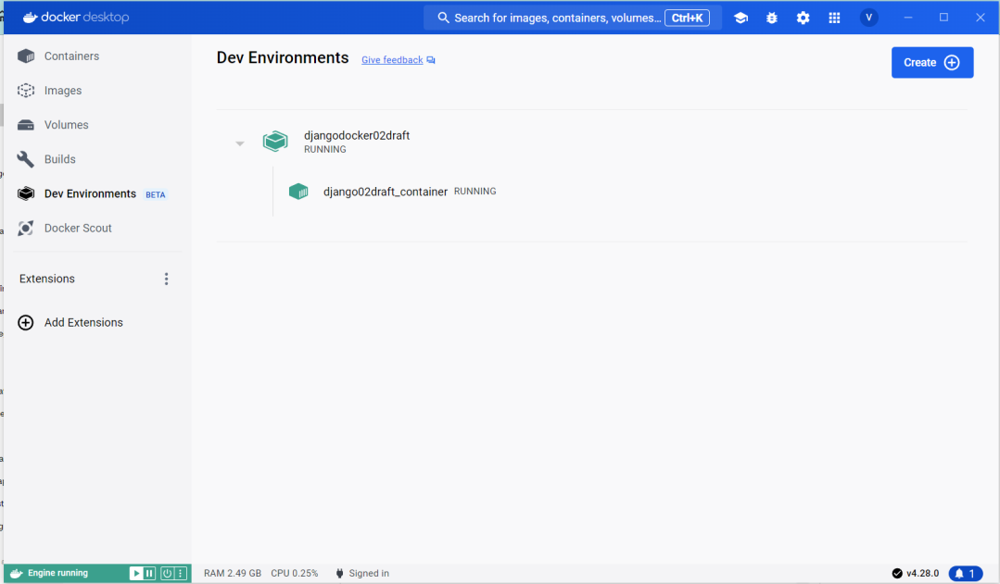 docker desktop
Search for images, containers, volumes... Ctrl+K
V
Containers
Images
Volumes
Builds
Dev Environments BETA
Docker Scout
Extensions
Add Extensions
Dev Environments Give feedback
Create
djangodocker02draft
RUNNING
django02draft_container RUNNING
Engine running
RAM 2.49 GB CPU 0.25% Signed in
v4.28.0 1